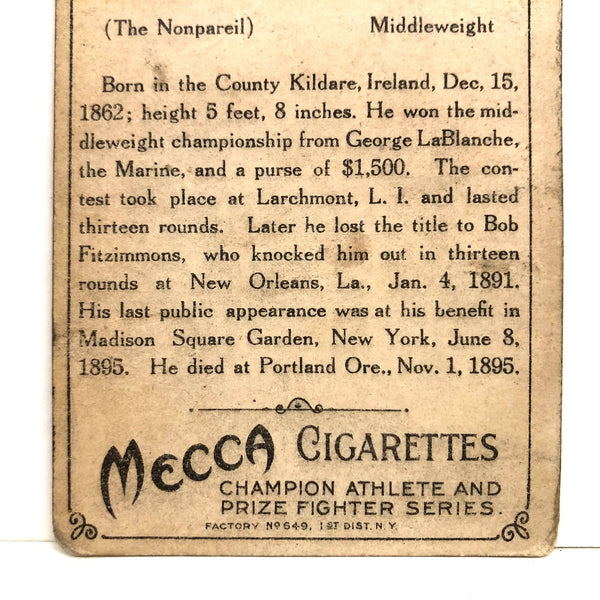 (The Nonpareil) Middleweight
Born in the County Kildare, Ireland, Dec, 15,
1862; height 5 feet, 8 inches. He won the mid-
dleweight championship from George LaBlanche,
the Marine, and a purse of $1,500. The con-
test took place at Larchmont, L. I. and lasted
thirteen rounds. Later he lost the title to Bob
Fitzimmons, who knocked him out in thirteen
rounds at New Orleans, La., Jan. 4, 1891.
His last public appearance was at his benefit in
Madison Square Garden, New York, June 8,
1895. He died at Portland Ore., Nov. 1, 1895.
MECCA CIGARETTES
CHAMPION ATHLETE AND
PRIZE FIGHTER SERIES.
FACTORY NO 649, 1ST DIST. N.Y.